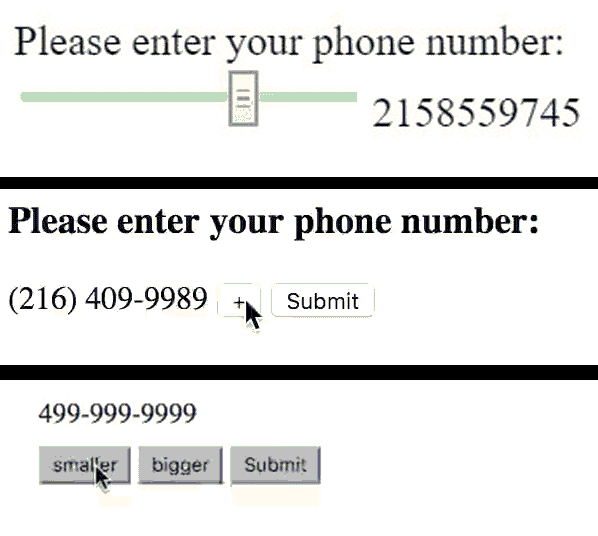 Please enter your phone number:
2158559745
Please enter your phone number:
(216) 409-9989 + Submit
499-999-9999
smaller bigger Submit